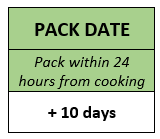 PACK DATE
Pack within 24
hours from cooking
+ 10 days